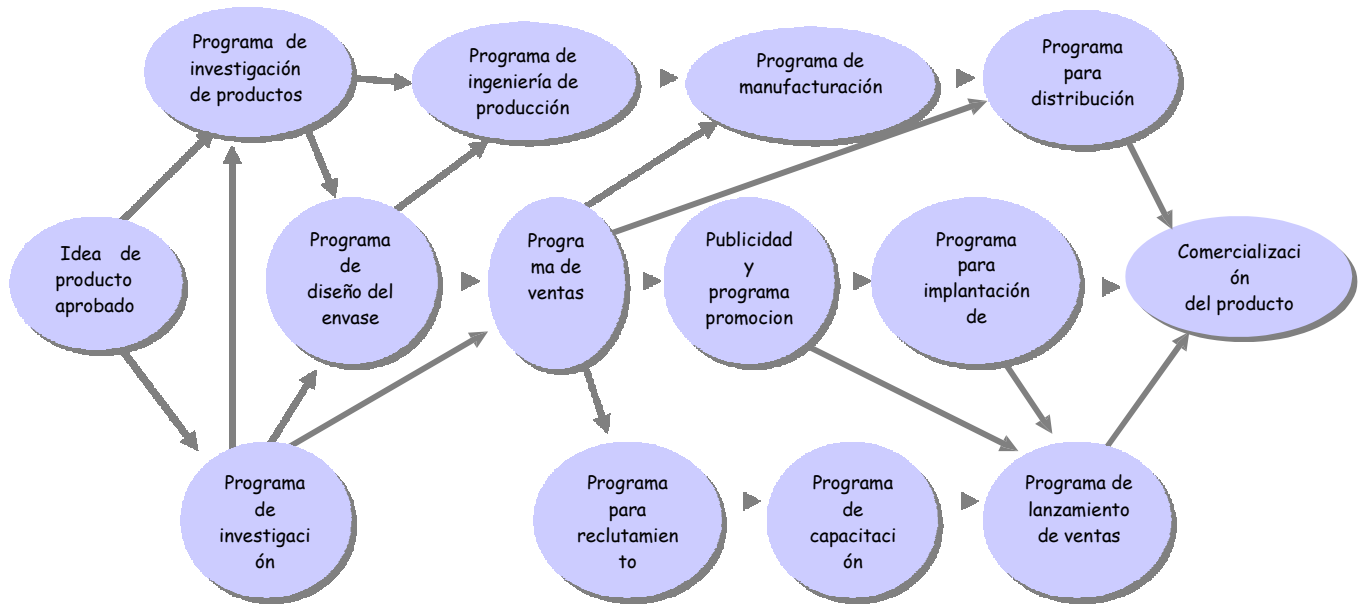 Programa de
investigación
de productos
Programa de
ingeniería de
producción
Programa de
manufacturación
Programa
para
distribución
Idea de
producto
aprobado
Programa
de
diseño del
envase
Progra
ma de
ventas
Publicidad
y
programa
promocion
Programa
para
implantación
de
Comercializaci
ón
del producto
Programa
de
investigaci
ón
Programa
para
reclutamien
to
Programa
de
capacitaci
ón
Programa de
lanzamiento
de ventas